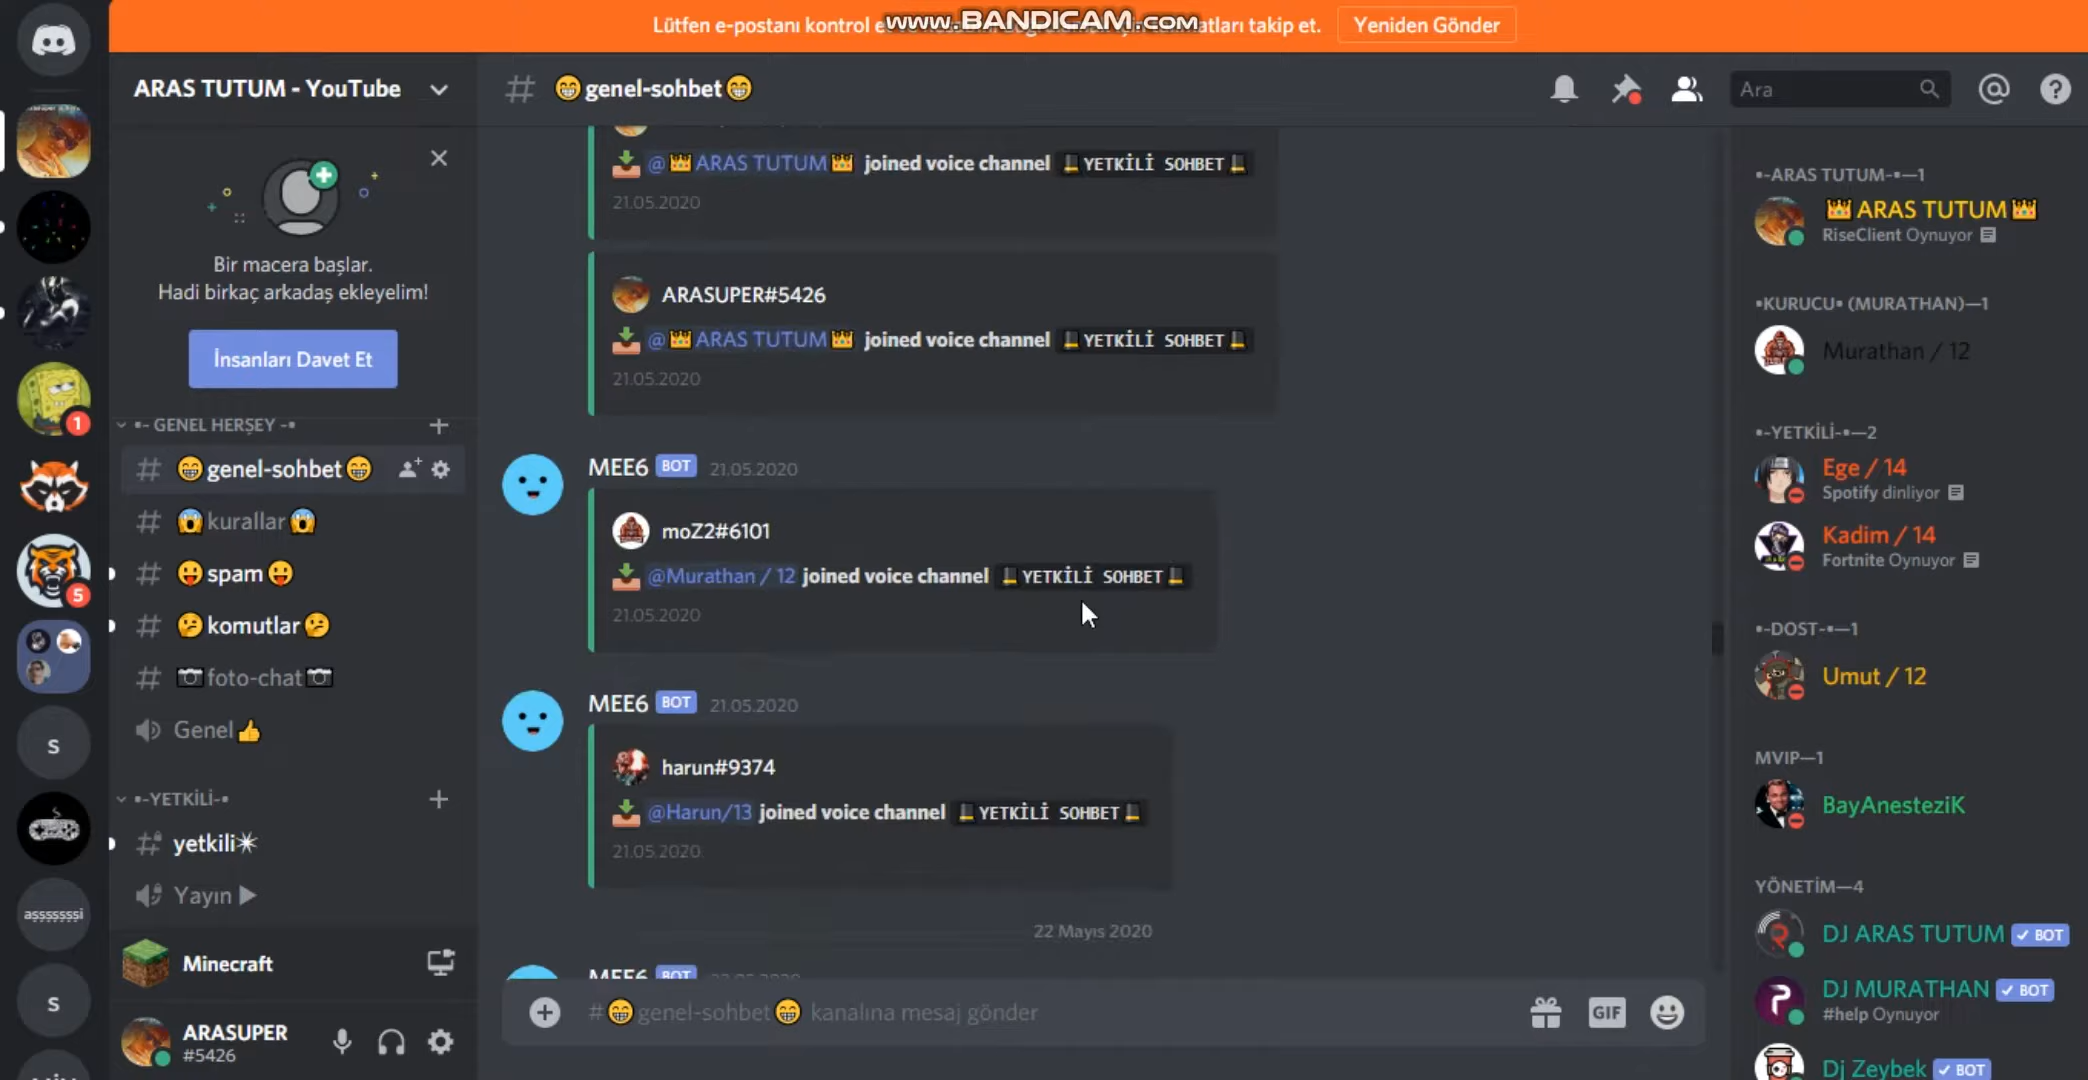 Lütfen e-postanı kontrol e
atları takip et.
Yeniden Gönder
www.BANDICAM.com
ARAS TUTUM - YouTube
Bir macera başlar.
Hadi birkaç arkadaş ekleyelim!
İnsanları Davet Et
•- GENEL HERŞEY -•
# 😁genel-sohbet😁
# 😱kurallar😱
# 😛spam😛
# 🤔komutlar🤔
# 📷foto-chat📷
Genel👍
•-YETKİLİ-•
# yetkili✴
Yayın ▶
Minecraft
ARASUPER
#5426
1
5
s
asssssssi
s
# 😁genel-sohbet😁
Ara
@👑ARAS TUTUM👑 joined voice channel YETKİLİ SOHBET
21.05.2020
ARASUPER#5426
@👑ARAS TUTUM👑 joined voice channel YETKİLİ SOHBET
21.05.2020
MEE6 BOT 21.05.2020
moZ2#6101
@Murathan / 12 joined voice channel YETKİLİ SOHBET
21.05.2020
MEE6 BOT 21.05.2020
harun#9374
@Harun/13 joined voice channel YETKİLİ SOHBET
21.05.2020
22 Mayıs 2020
MEE6 BOT 22.05.2020
#😁genel-sohbet😁 kanalına mesaj gönder
GIF
•-ARAS TUTUM-•—1
👑ARAS TUTUM👑
RiseClient Oynuyor
•KURUCU• (MURATHAN)—1
Murathan / 12
•-YETKİLİ-•—2
Ege / 14
Spotify dinliyor
Kadim / 14
Fortnite Oynuyor
•-DOST-•—1
Umut / 12
MVIP—1
BayAnesteziK
YÖNETİM—4
DJ ARAS TUTUM ✓ BOT
DJ MURATHAN ✓ BOT
#help Oynuyor
Dj Zeybek ✓ BOT